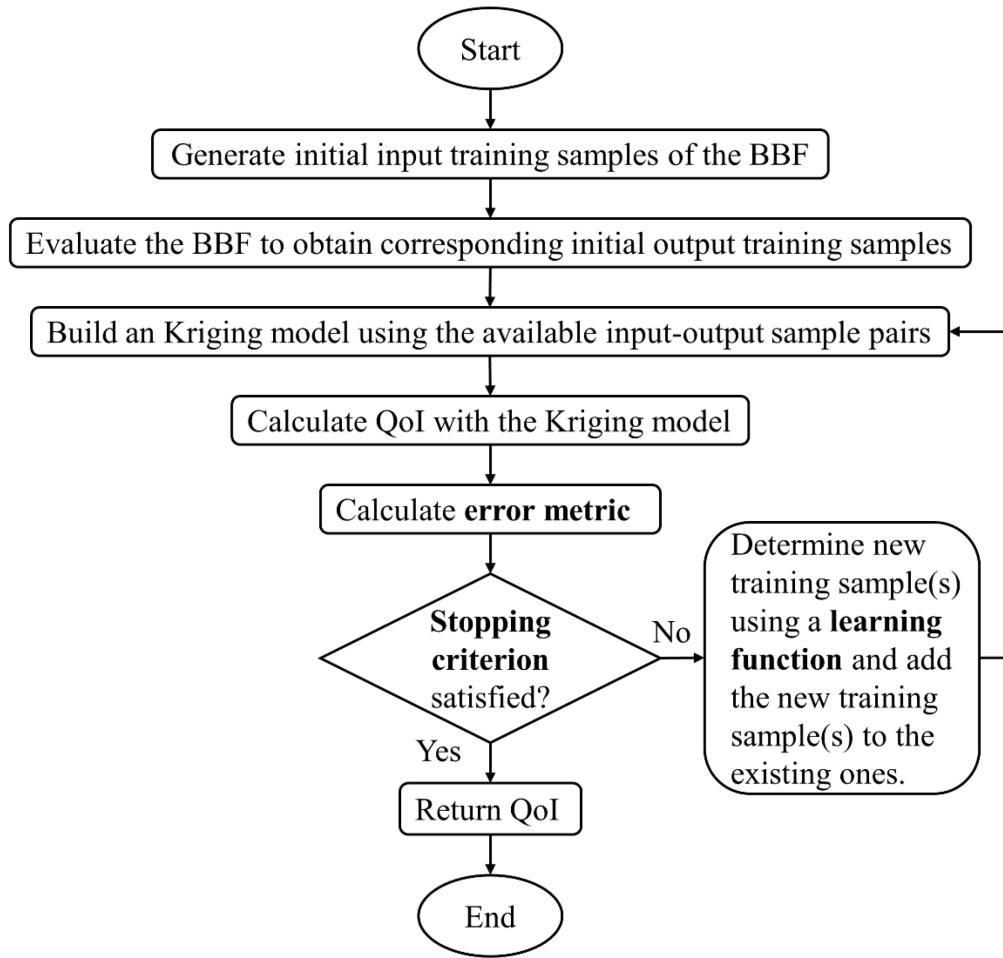 Start
Generate initial input training samples of the BBF
Evaluate the BBF to obtain corresponding initial output training samples
Build an Kriging model using the available input-output sample pairs
Calculate QoI with the Kriging model
Calculate error metric
Stopping
criterion
satisfied?
No
Determine new
training sample(s)
using a learning
function and add
the new training
sample(s) to the
existing ones.
Yes
Return QoI
End